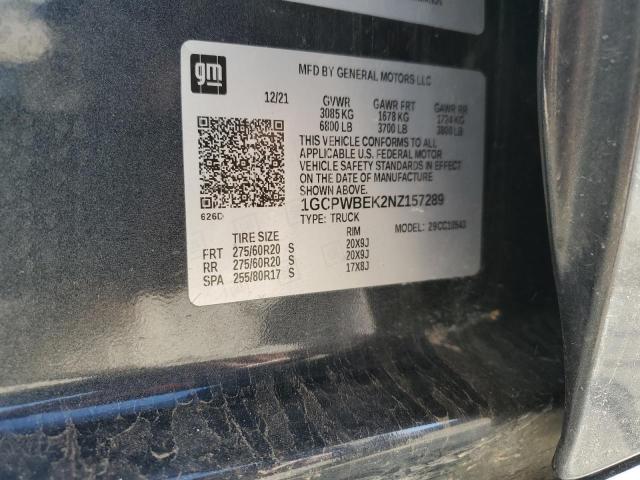 gm
MFD BY GENERAL MOTORS LLC
12/21 GVWR GAWR FRT GAWR RR
3085 KG 1678 KG 1724 KG
6800 LB 3700 LB 3800 LB
THIS VEHICLE CONFORMS TO ALL
APPLICABLE U.S. FEDERAL MOTOR
VEHICLE SAFETY STANDARDS IN EFFECT
ON THE DATE OF MANUFACTURE
SHOWN ABOVE.
1GCPWBEK2NZ157289
626D TYPE: TRUCK MODEL: 29CC10543
TIRE SIZE RIM
FRT 275/60R20 S 20X9J
RR 275/60R20 S 20X9J
SPA 255/80R17 S 17X8J